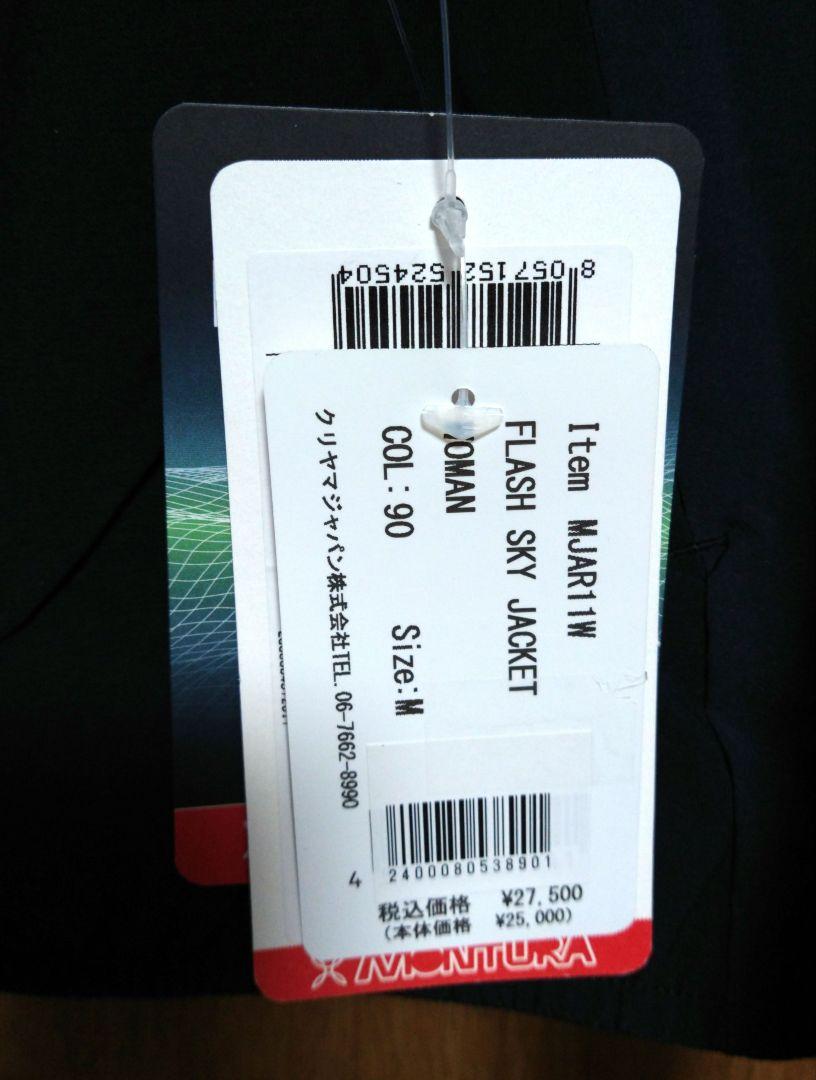 8 057152 524504
Item MJAR11W
FLASH SKY JACKET
WOMAN
COL:90 Size:M
クリヤマジャパン株式会社TEL.06-7662-8990
4
2400080538901
税込価格 ¥27,500
(本体価格 ¥25,000)
MONTURA